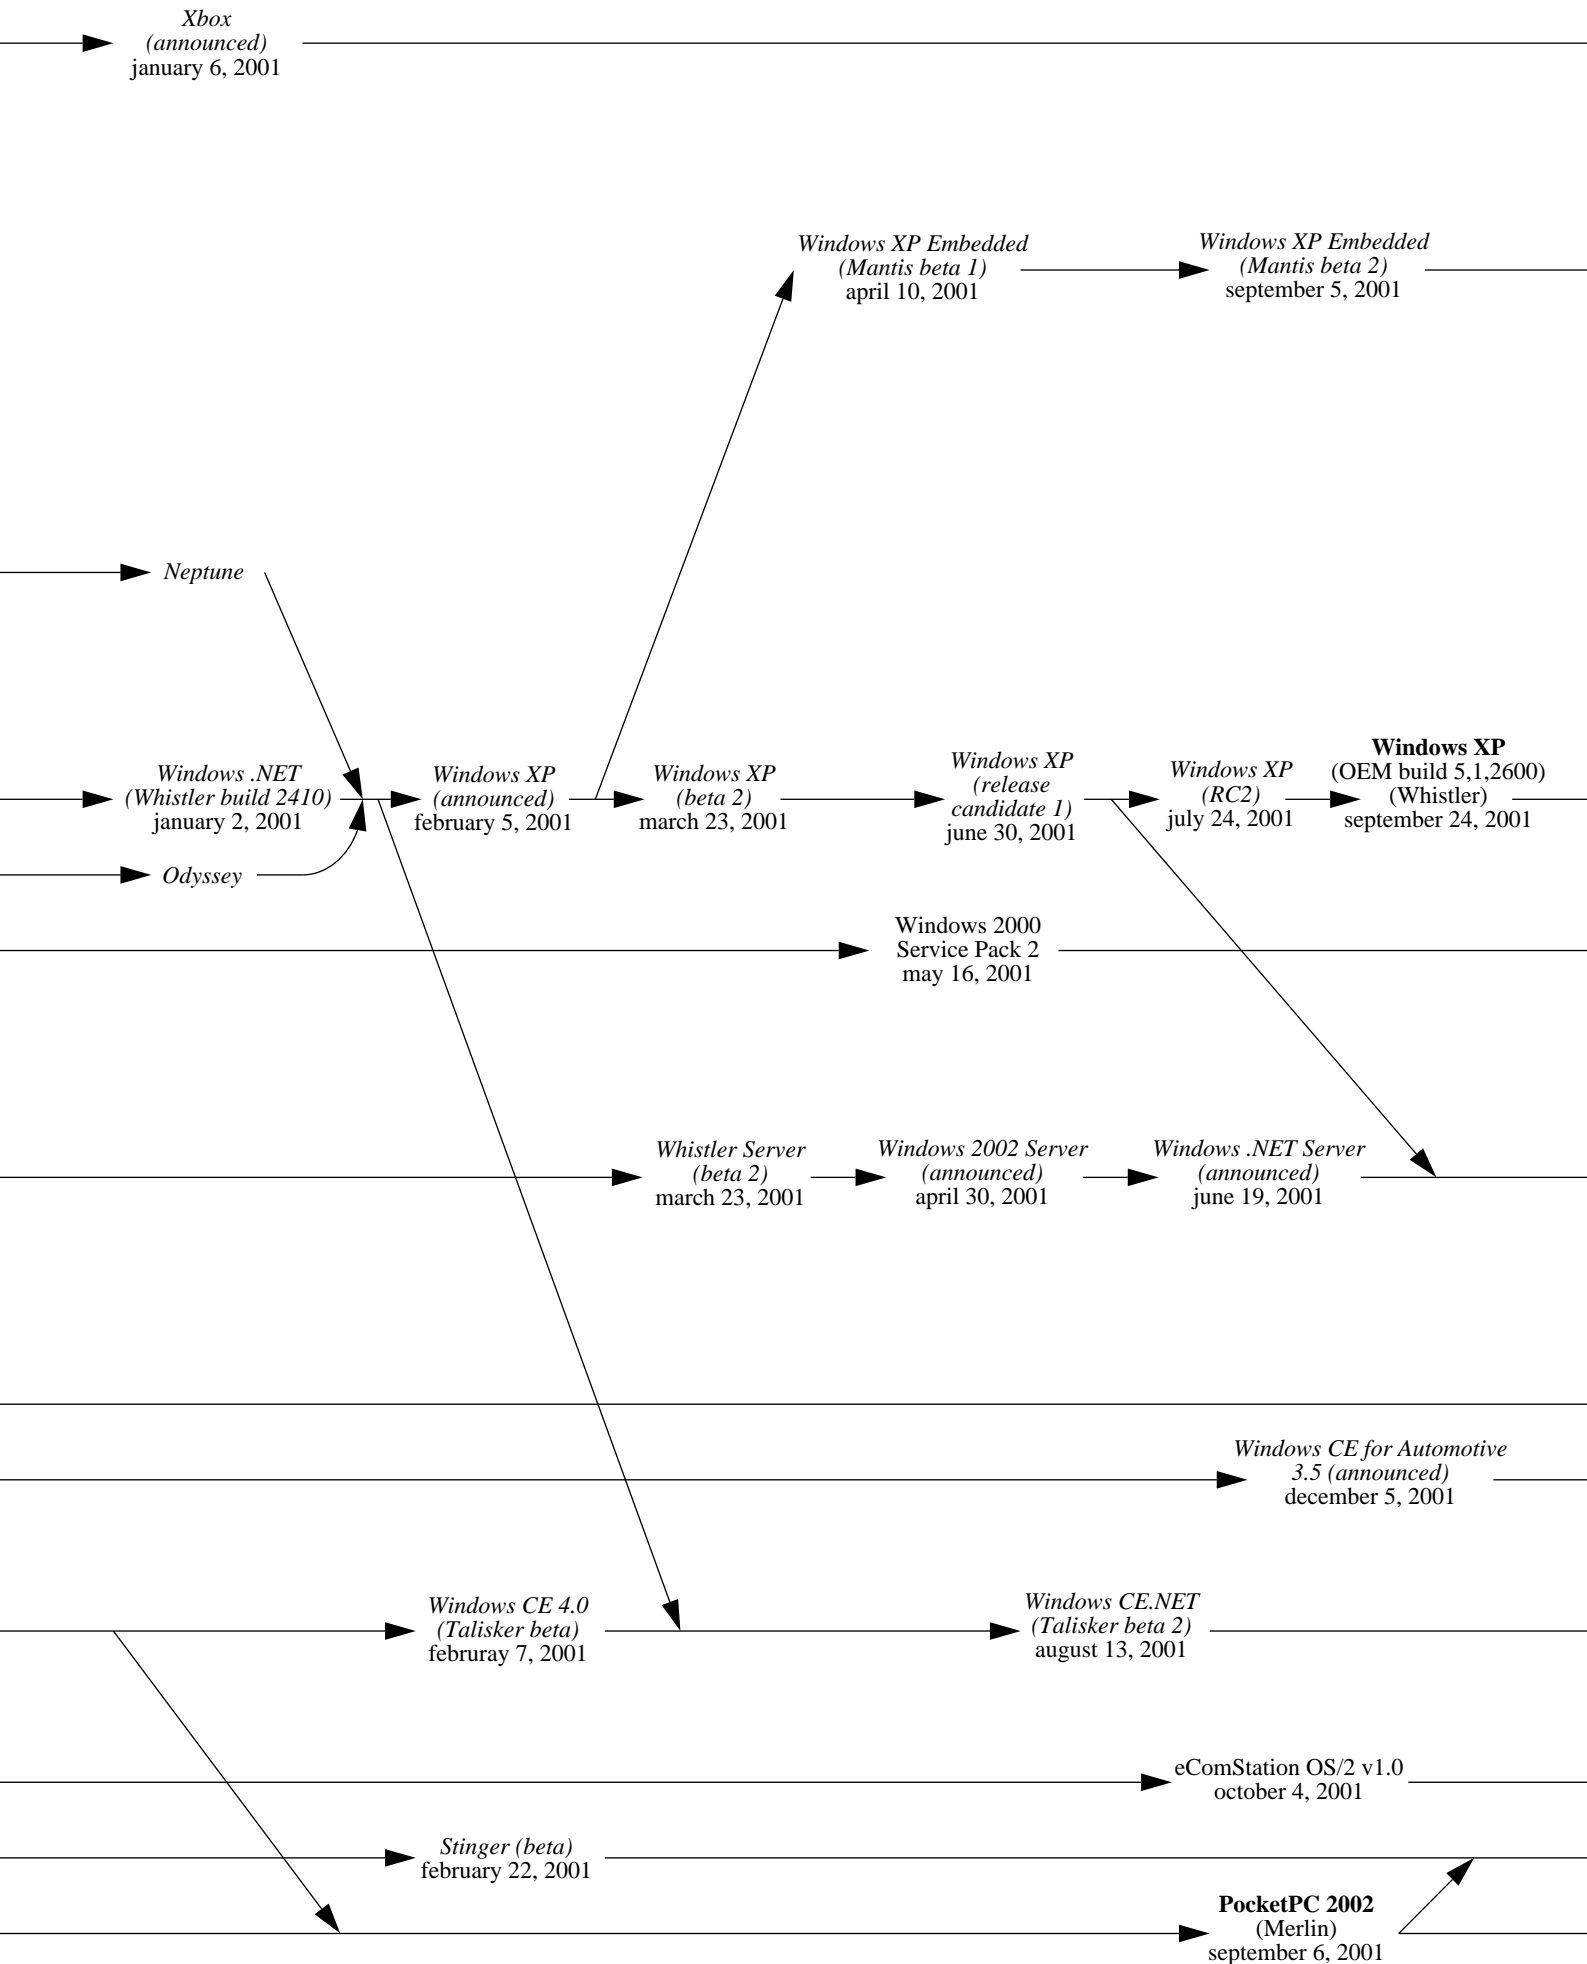 Xbox
(announced)
january 6, 2001
Windows XP Embedded
(Mantis beta 1)
april 10, 2001
Windows XP Embedded
(Mantis beta 2)
september 5, 2001
Neptune
Windows .NET
(Whistler build 2410)
january 2, 2001
Windows XP
(announced)
february 5, 2001
Windows XP
(beta 2)
march 23, 2001
Windows XP
(release
candidate 1)
june 30, 2001
Windows XP
(RC2)
july 24, 2001
Windows XP
(OEM build 5,1,2600)
(Whistler)
september 24, 2001
Odyssey
Windows 2000
Service Pack 2
may 16, 2001
Whistler Server
(beta 2)
march 23, 2001
Windows 2002 Server
(announced)
april 30, 2001
Windows .NET Server
(announced)
june 19, 2001
Windows CE for Automotive
3.5 (announced)
december 5, 2001
Windows CE 4.0
(Talisker beta)
februray 7, 2001
Windows CE.NET
(Talisker beta 2)
august 13, 2001
eComStation OS/2 v1.0
october 4, 2001
Stinger (beta)
february 22, 2001
PocketPC 2002
(Merlin)
september 6, 2001